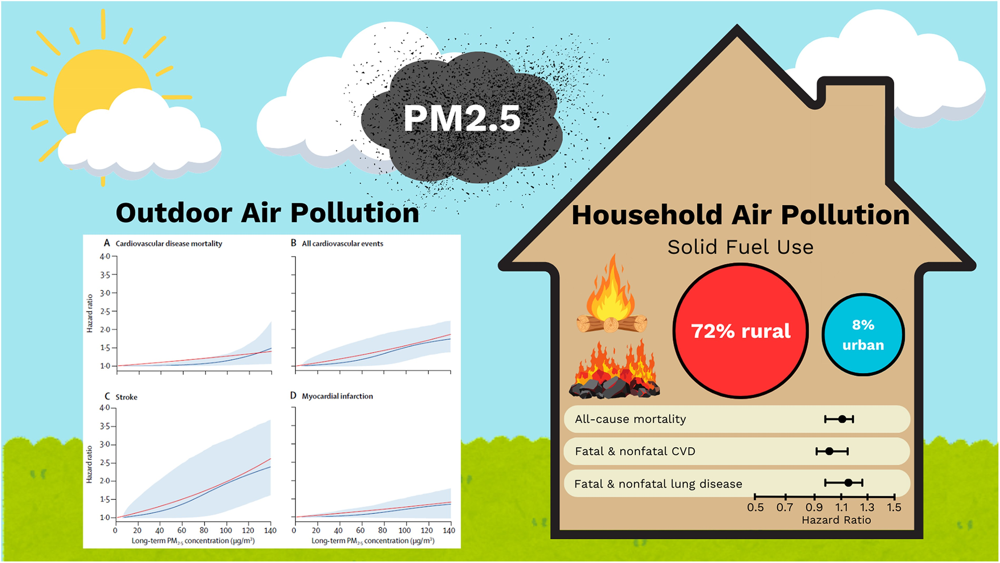 PM2.5
Outdoor Air Pollution
A Cardiovascular disease mortality
4·0
3·5
3·0
2·5
2·0
1·5
1·0
Hazard ratio
B All cardiovascular events
C Stroke
4·0
3·5
3·0
2·5
2·0
1·5
1·0
Hazard ratio
0 20 40 60 80 100 120 140
Long-term PM₂·₅ concentration (μg/m³)
D Myocardial infarction
0 20 40 60 80 100 120 140
Long-term PM₂·₅ concentration (μg/m³)
Household Air Pollution
Solid Fuel Use
72% rural
8%
urban
All-cause mortality
Fatal & nonfatal CVD
Fatal & nonfatal lung disease
0.5 0.7 0.9 1.1 1.3 1.5
Hazard Ratio